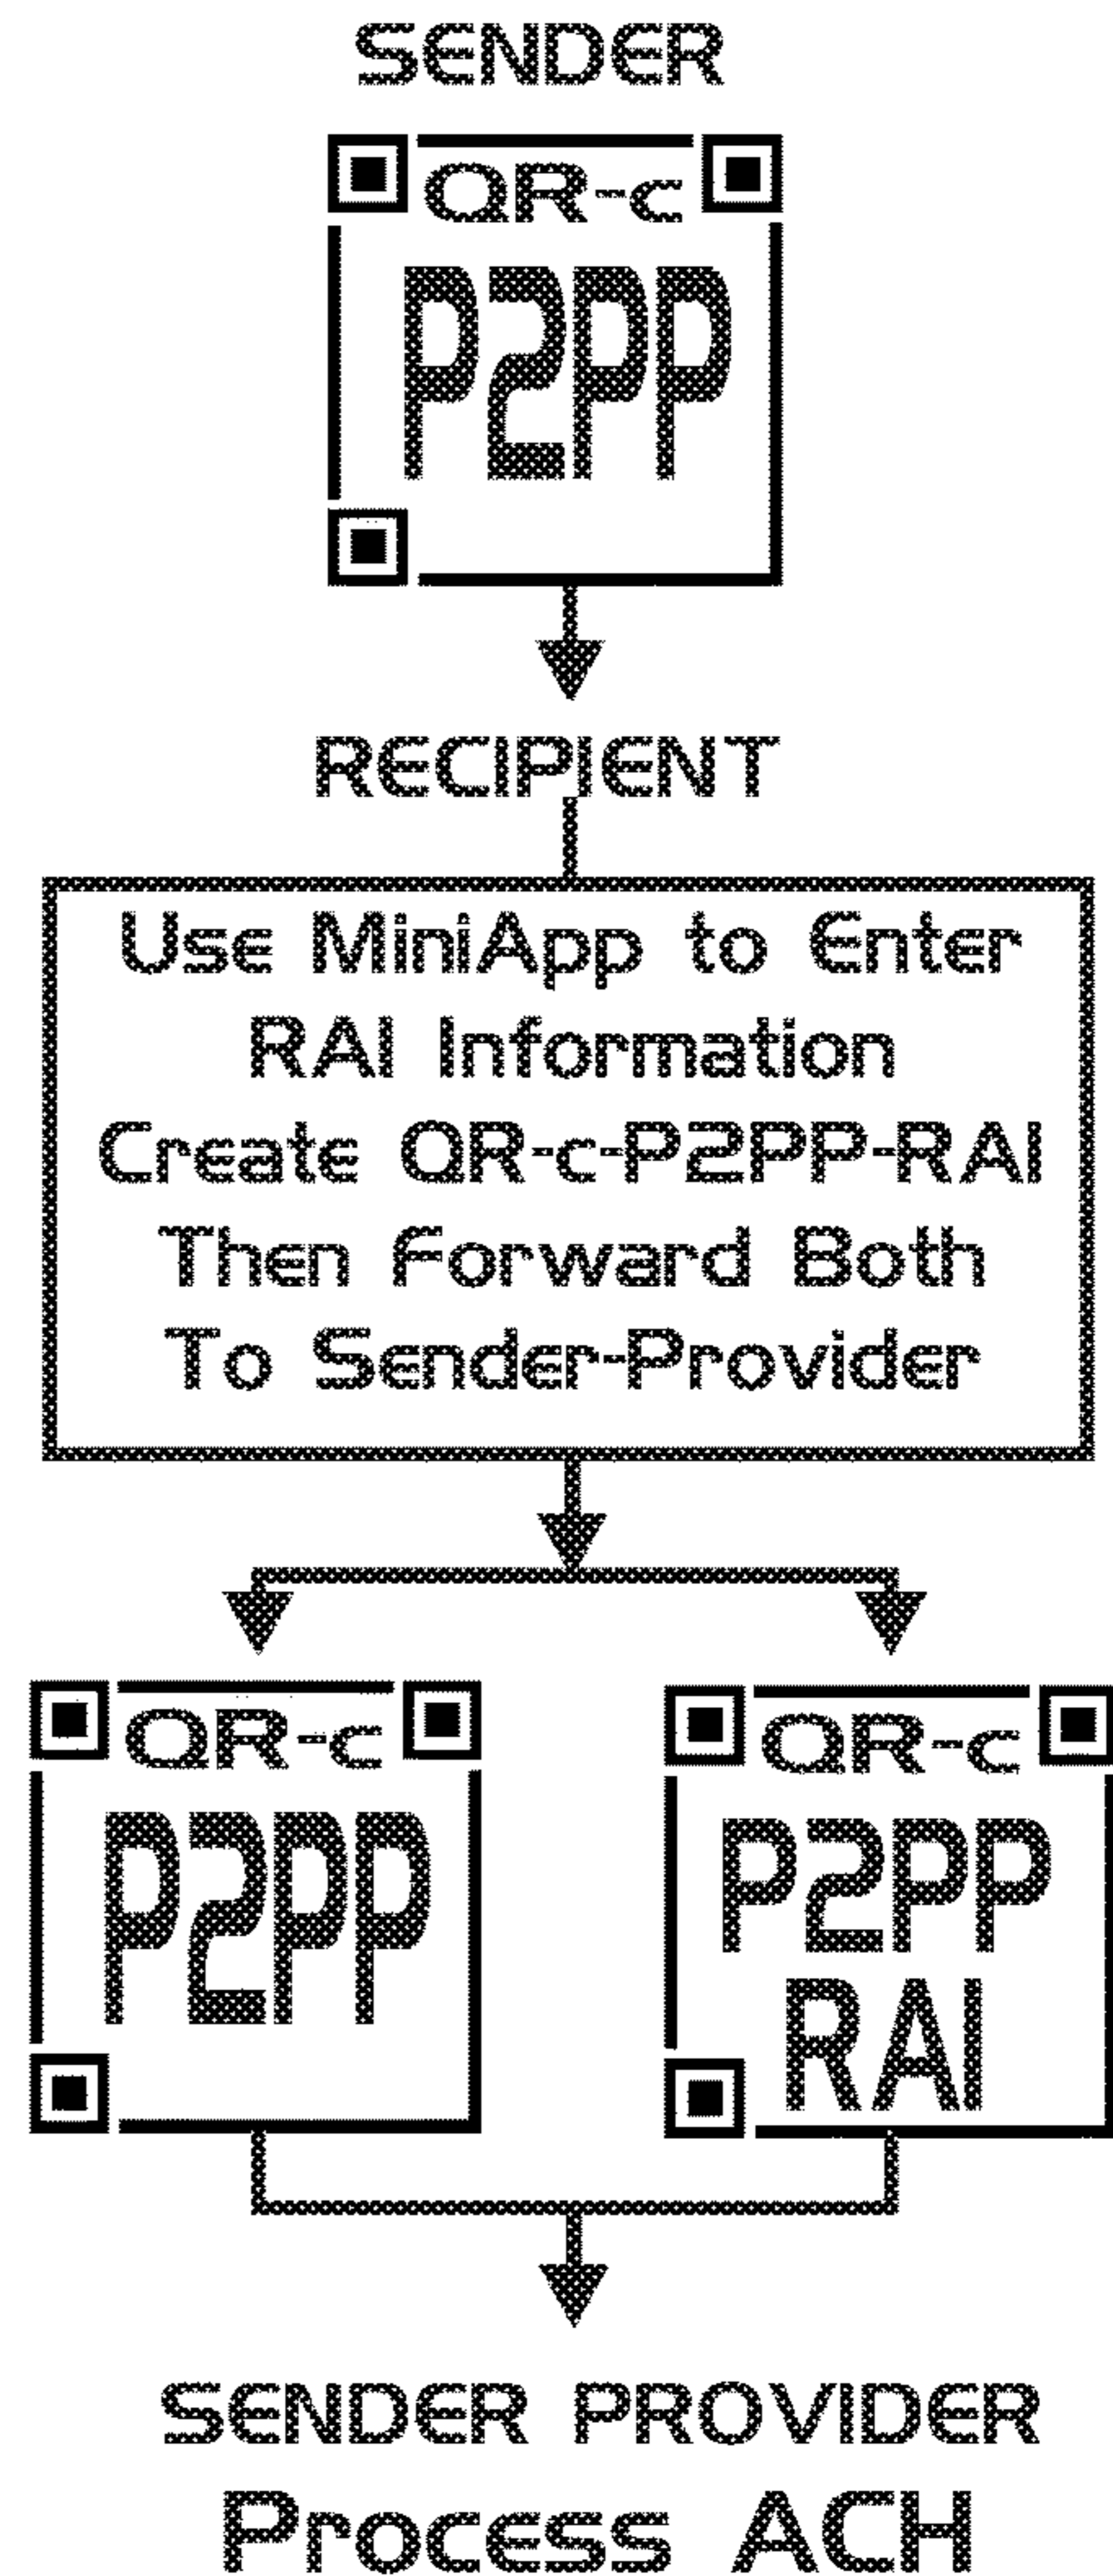 SENDER
QR-c
P2PP
RECIPIENT
Use MiniApp to Enter
RAI Information
Create QR-c-P2PP-RAI
Then Forward Both
To Sender-Provider
QR-c
P2PP
QR-c
P2PP
RAI
SENDER PROVIDER
Process ACH